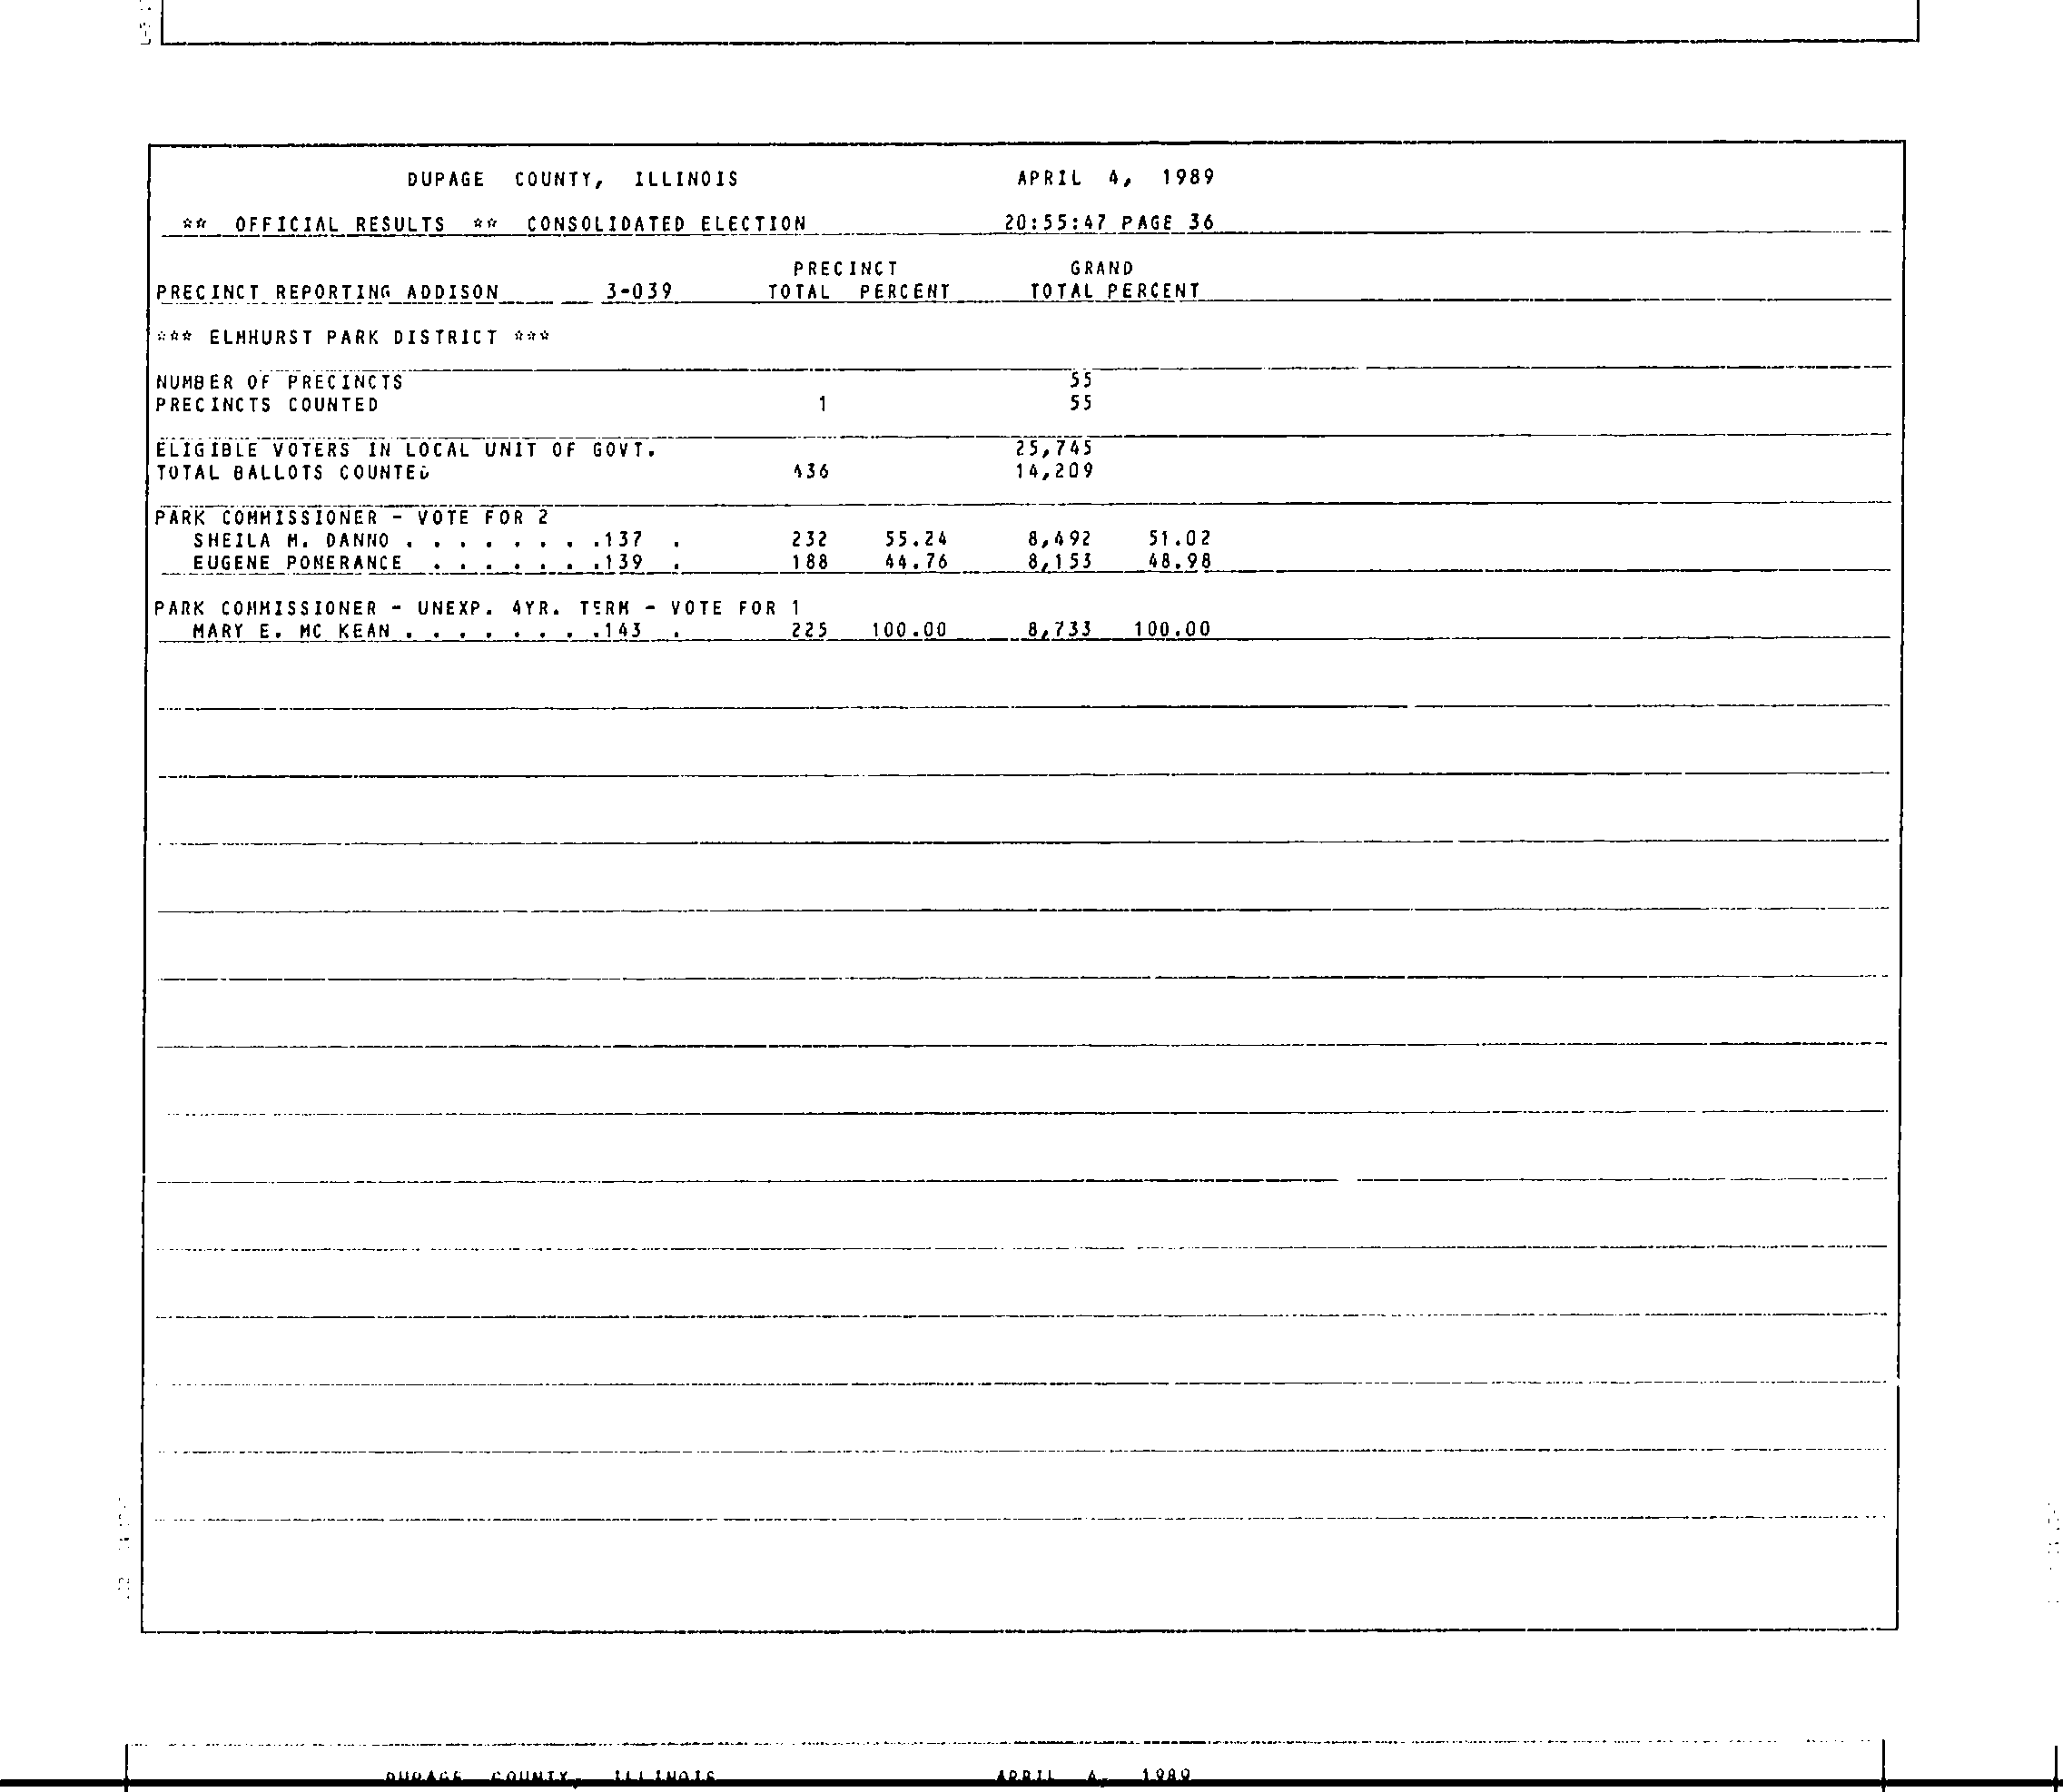 DUPAGE COUNTY, ILLINOIS APRIL 4, 1989
** OFFICIAL RESULTS ** CONSOLIDATED ELECTION 20:55:47 PAGE 36
PRECINCT GRAND
PRECINCT REPORTING ADDISON 3-039 TOTAL PERCENT TOTAL PERCENT
*** ELMHURST PARK DISTRICT ***
NUMBER OF PRECINCTS 55
PRECINCTS COUNTED 1 55
ELIGIBLE VOTERS IN LOCAL UNIT OF GOVT. 25,745
TOTAL BALLOTS COUNTED 436 14,209
PARK COMMISSIONER - VOTE FOR 2
SHEILA M. DANNO . . . . . . . .137 . 232 55.24 8,492 51.02
EUGENE POMERANCE . . . . . . .139 . 188 44.76 8,153 48.98
PARK COMMISSIONER - UNEXP. 4YR. TERM - VOTE FOR 1
MARY E. MC KEAN . . . . . . . .143 . 225 100.00 8,733 100.00
DUPAGE COUNTY, ILLINOIS APRIL 4, 1989